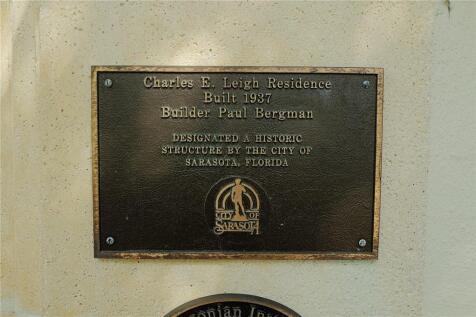 Charles E. Leigh Residence
Built 1937
Builder Paul Bergman
DESIGNATED A HISTORIC
STRUCTURE BY THE CITY OF
SARASOTA, FLORIDA
CITY OF
SARASOTA